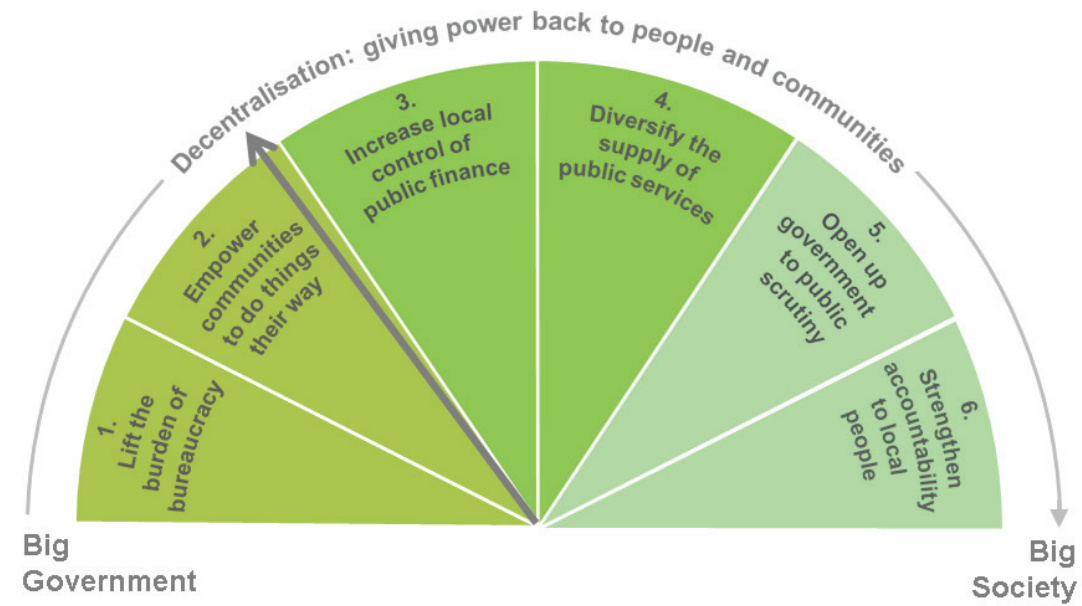 Decentralisation: giving power back to people and communities
1.
Lift the
burden of
bureaucracy
2.
Empower
communities
to do things
their way
3.
Increase local
control of
public finance
4.
Diversify the
supply of
public services
5.
Open up
government
to public
scrutiny
6.
Strengthen
accountability
to local
people
Big
Government
Big
Society